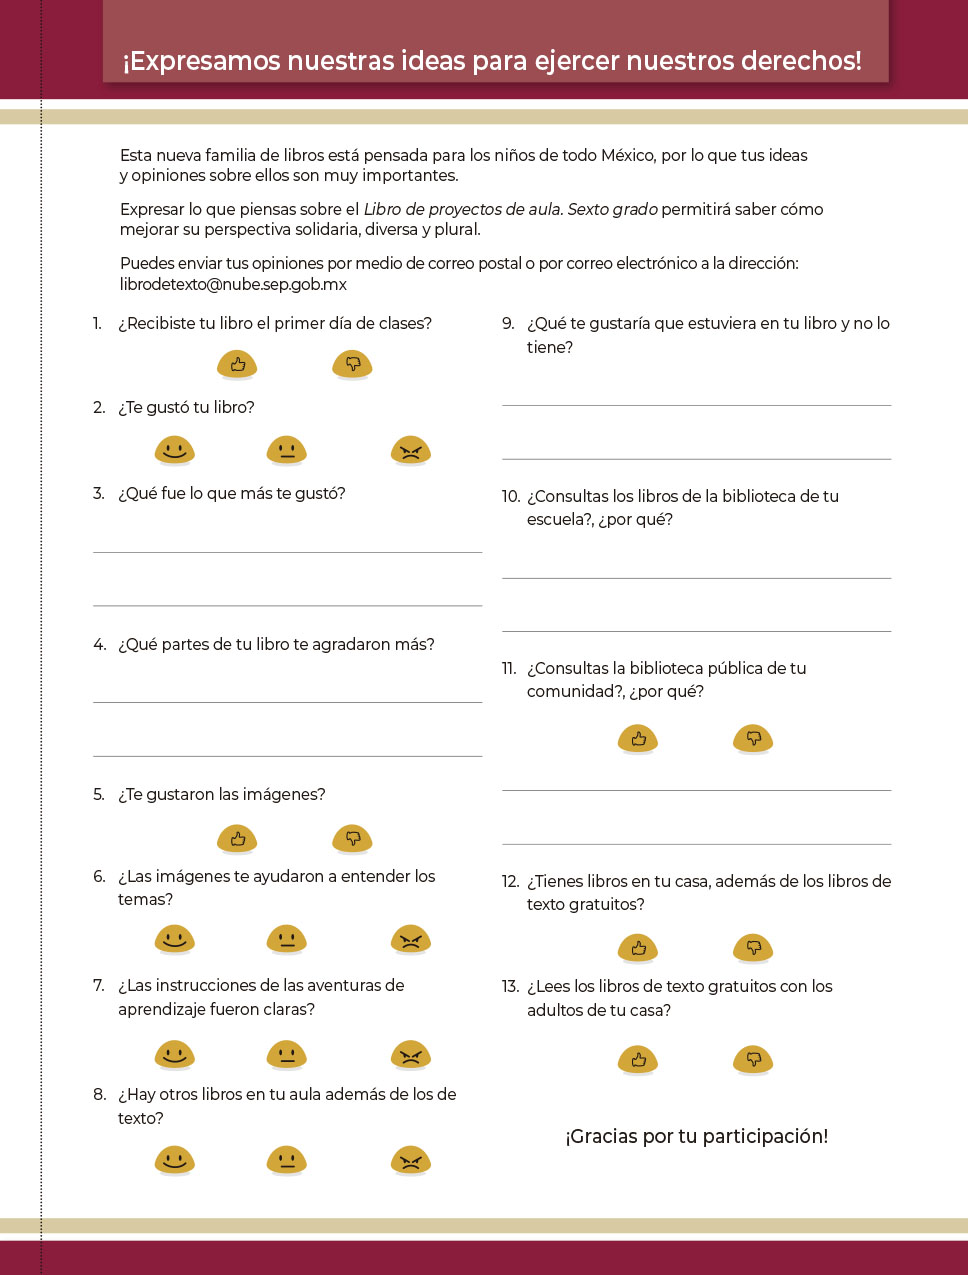 ¡Expresamos nuestras ideas para ejercer nuestros derechos!
Esta nueva familia de libros está pensada para los niños de todo México, por lo que tus ideas
y opiniones sobre ellos son muy importantes.
Expresar lo que piensas sobre el Libro de proyectos de aula. Sexto grado permitirá saber cómo
mejorar su perspectiva solidaria, diversa y plural.
Puedes enviar tus opiniones por medio de correo postal o por correo electrónico a la dirección:
librodetexto@nube.sep.gob.mx
1. ¿Recibiste tu libro el primer día de clases?
2. ¿Te gustó tu libro?
3. ¿Qué fue lo que más te gustó?
4. ¿Qué partes de tu libro te agradaron más?
5. ¿Te gustaron las imágenes?
6. ¿Las imágenes te ayudaron a entender los
temas?
7. ¿Las instrucciones de las aventuras de
aprendizaje fueron claras?
8. ¿Hay otros libros en tu aula además de los de
texto?
9. ¿Qué te gustaría que estuviera en tu libro y no lo
tiene?
10. ¿Consultas los libros de la biblioteca de tu
escuela?, ¿por qué?
11. ¿Consultas la biblioteca pública de tu
comunidad?, ¿por qué?
12. ¿Tienes libros en tu casa, además de los libros de
texto gratuitos?
13. ¿Lees los libros de texto gratuitos con los
adultos de tu casa?
¡Gracias por tu participación!